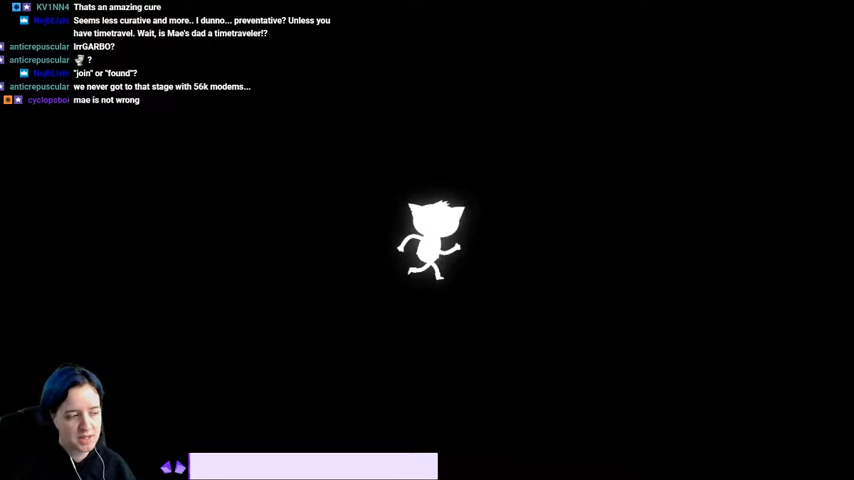 KV1NN4 Thats an amazing cure
Seems less curative and more.. I dunno... preventative? Unless you
have timetravel. Wait, is Mae's dad a timetraveler!?
anticrepuscular IrrGARBO?
anticrepuscular ?
"join" or "found"?
anticrepuscular we never got to that stage with 56k modems...
cyclopsboi mae is not wrong